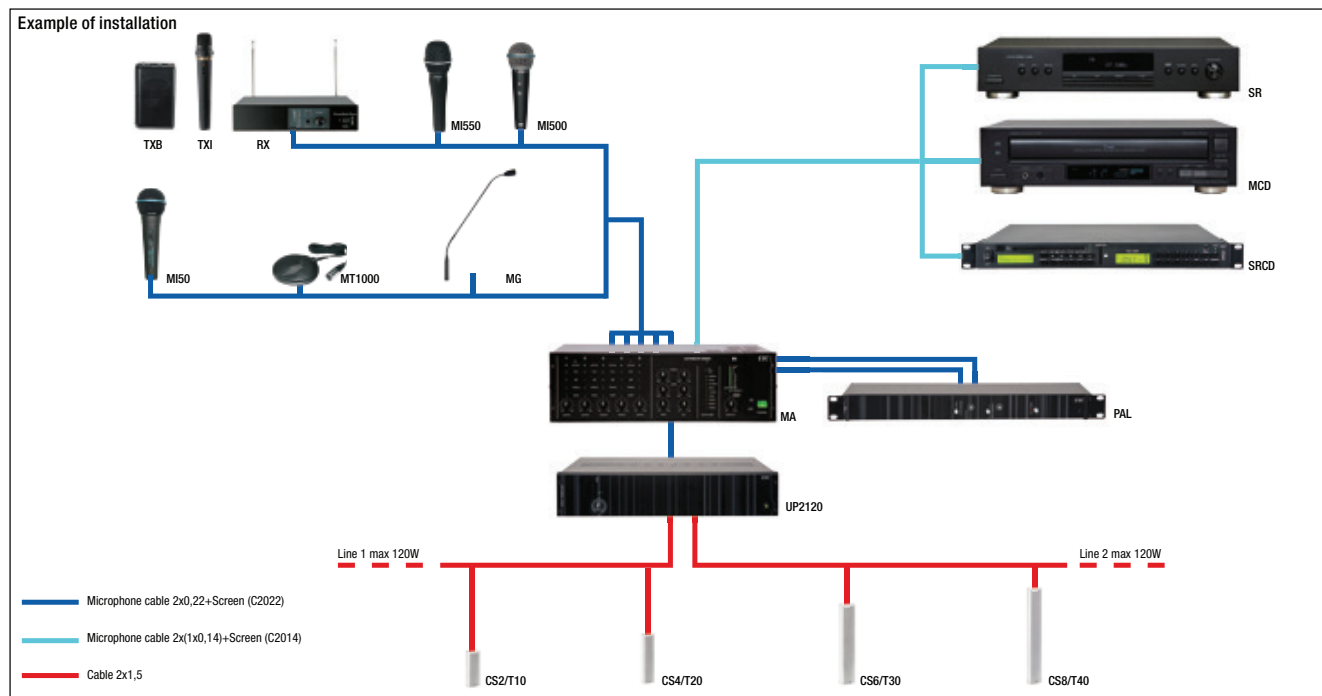 Example of installation
TXB
TXI
RX
MI550
MI500
SR
MCD
SRCD
MI50
MT1000
MG
MA
PAL
UP2120
Line 1 max 120W
Line 2 max 120W
Microphone cable 2x0,22+Screen (C2022)
Microphone cable 2x(1x0,14)+Screen (C2014)
Cable 2x1,5
CS2/T10
CS4/T20
CS6/T30
CS8/T40